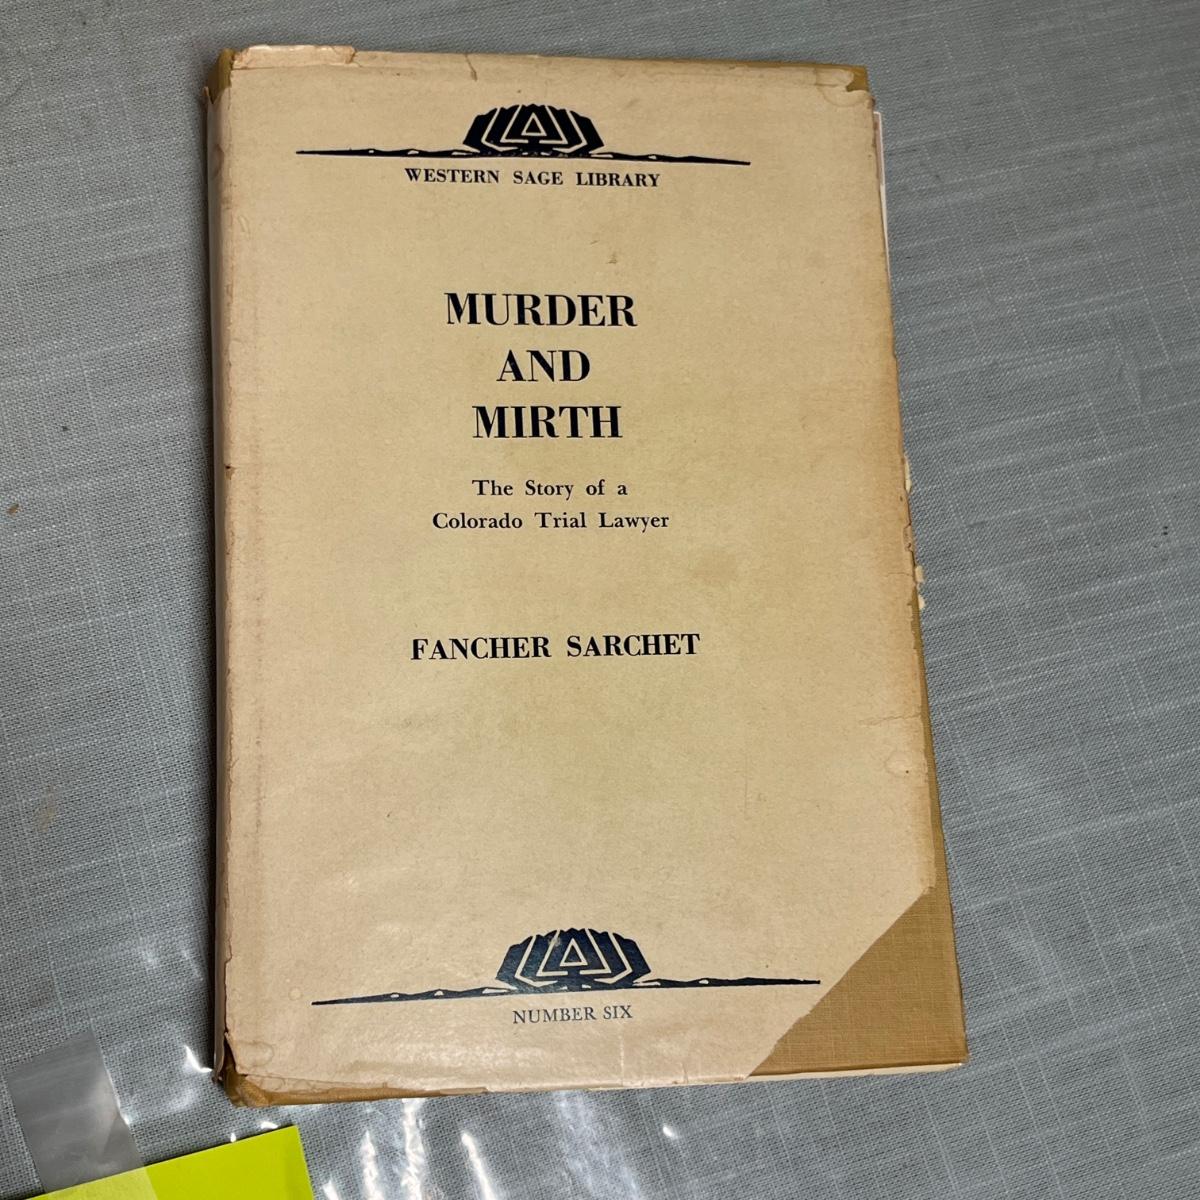 WESTERN SAGE LIBRARY
MURDER
AND
MIRTH
The Story of a
Colorado Trial Lawyer
FANCHER SARCHET
NUMBER SIX